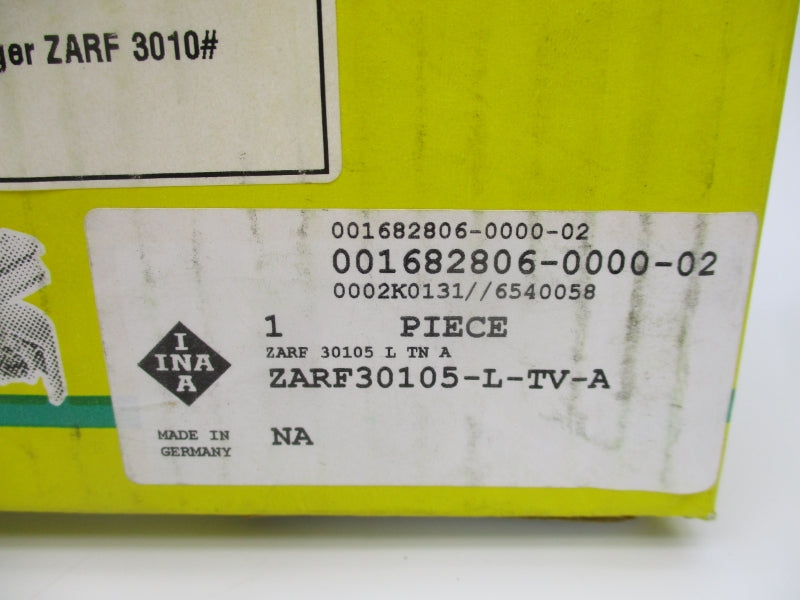 ger ZARF 3010#
001682806-0000-02
001682806-0000-02
0002K0131//6540058
1 PIECE
ZARF 30105 L TN A
ZARF30105-L-TV-A
I
INA
A
MADE IN
GERMANY
NA